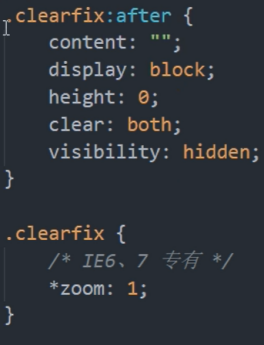 .clearfix:after {
    content: "";
    display: block;
    height: 0;
    clear: both;
    visibility: hidden;
}
.clearfix {
    /* IE6、7 专有 */
    *zoom: 1;
}